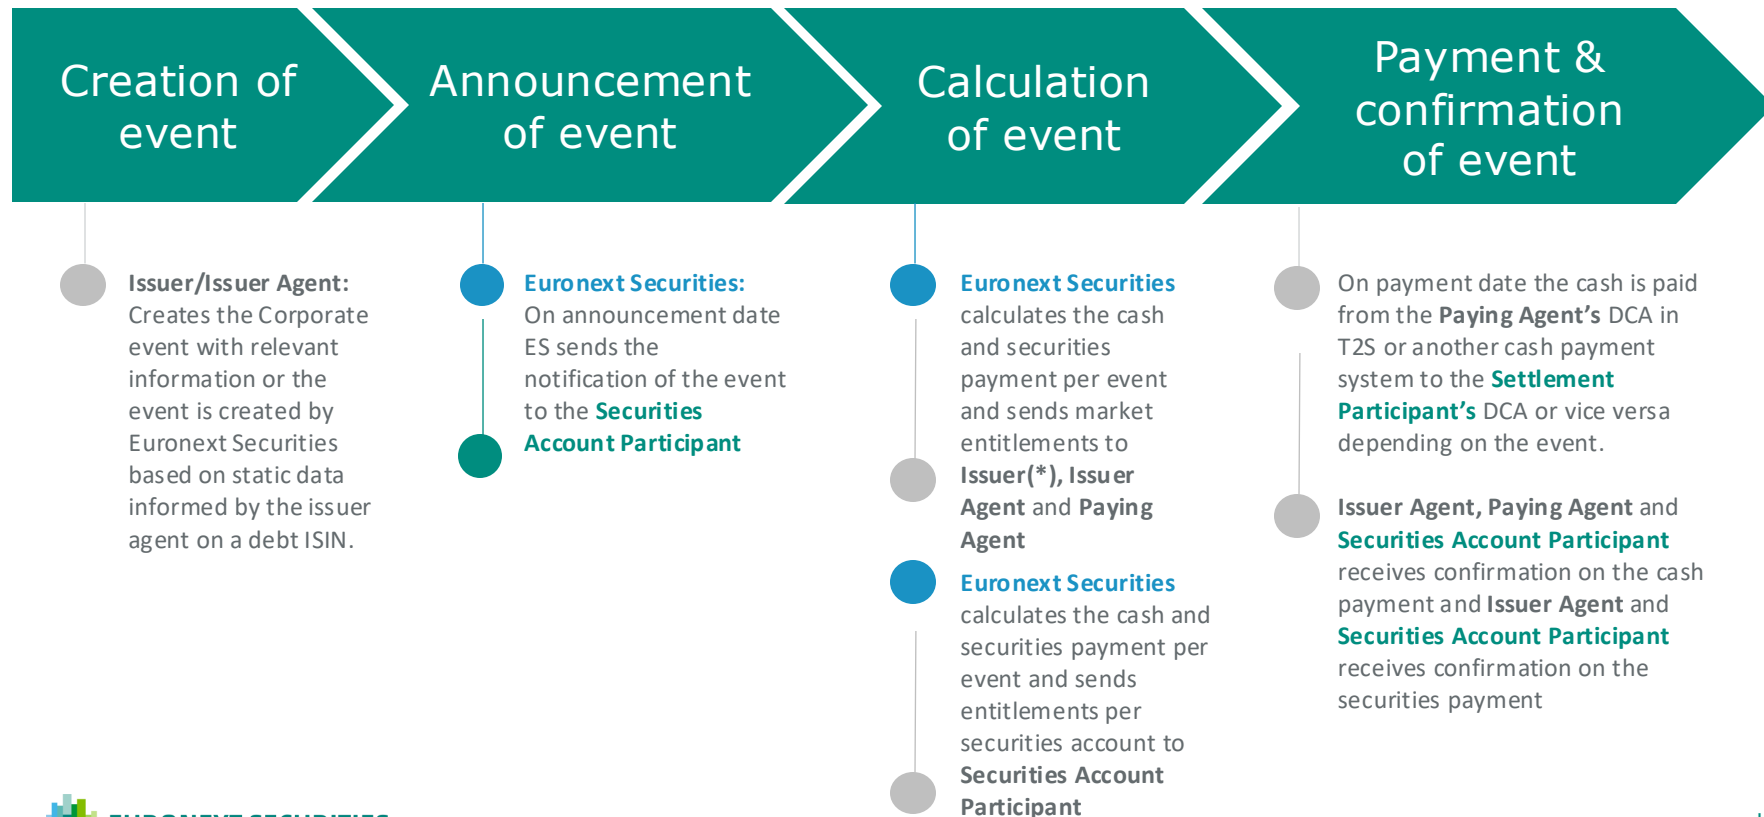 Creation of
event
Announcement
of event
Calculation
of event
Payment &
confirmation
of event
Issuer/Issuer Agent:
Creates the Corporate
event with relevant
information or the
event is created by
Euronext Securities
based on static data
informed by the issuer
agent on a debt ISIN.
Euronext Securities:
On announcement date
ES sends the
notification of the event
to the Securities
Account Participant
Euronext Securities
calculates the cash
and securities
payment per event
and sends market
entitlements to
Issuer(*), Issuer
Agent and Paying
Agent
Euronext Securities
calculates the cash and
securities payment per
event and sends
entitlements per
securities account to
Securities Account
Participant
On payment date the cash is paid
from the Paying Agent's DCA in
T2S or another cash payment
system to the Settlement
Participant's DCA or vice versa
depending on the event.
Issuer Agent, Paying Agent and
Securities Account Participant
receives confirmation on the cash
payment and Issuer Agent and
Securities Account Participant
receives confirmation on the
securities payment
EURONEXT SECURITIES